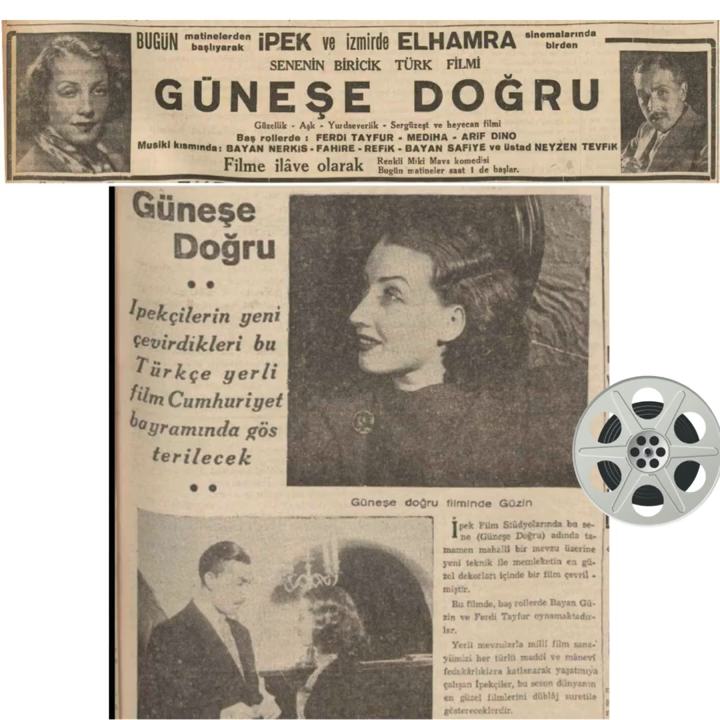 BUGÜN matinelerden başlıyarak İPEK ve izmirde ELHAMRA sinemalarında birden
SENENİN BİRİCİK TÜRK FİLMİ
GÜNEŞE DOĞRU
Güzellik - Aşk - Yurdseverlik - Sergüzeşt ve heyecan filmi
Baş rollerde : FERDİ TAYFUR - MEDİHA - ARİF DİNO
Musiki kısmında: BAYAN NERKİS - FAHİRE - REFİK - BAYAN SAFİYE ve üstad NEYZEN TEVFİK
Filme ilâve olarak Renkli Miki Mavs komedisi
Bugün matineler saat 1 de başlar.
Güneşe
Doğru
Ipekçilerin yeni
çevirdikleri bu
Türkçe yerli
film Cumhuriyet
bayramında gös
terilecek
Güneşe doğru filminde Güzin
İpek Film Stüdyolarında bu se-
ne (Güneşe Doğru) adında ta-
mamen mahallî bir mevzu üzerine
yeni teknik ile memleketin en gü-
zel dekorları içinde bir film çevril -
miştir.
Bu filmde, baş rollerde Bayan Gü-
zin ve Ferdi Tayfur oynamaktadır-
lar.
Yerli mevzularla millî film sana-
yiimizi her türlü maddî ve mânevî
fedakârlıklara katlanarak yaşatmıya
çalışan İpekçiler, bu sezon dünyanın
en güzel filmlerini dublâj suretile
göstereceklerdir.